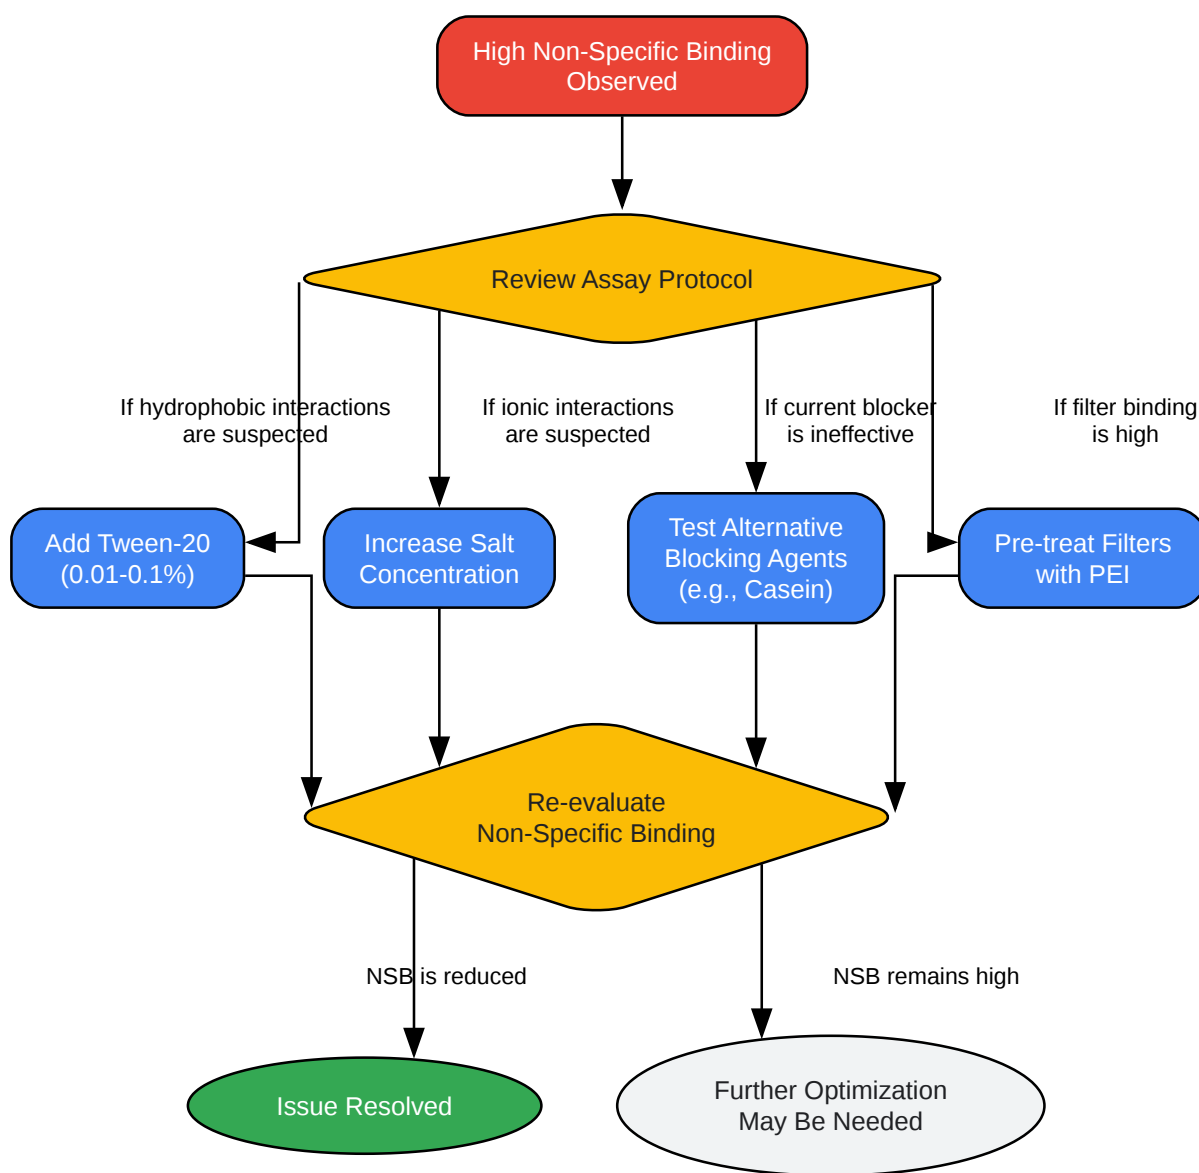 High Non-Specific Binding
Observed
Review Assay Protocol
If hydrophobic interactions
are suspected
If ionic interactions
are suspected
If current blocker
is ineffective
If filter binding
is high
Add Tween-20
(0.01-0.1%)
Increase Salt
Concentration
Test Alternative
Blocking Agents
(e.g., Casein)
Pre-treat Filters
with PEI
Re-evaluate
Non-Specific Binding
NSB is reduced
NSB remains high
Issue Resolved
Further Optimization
May Be Needed